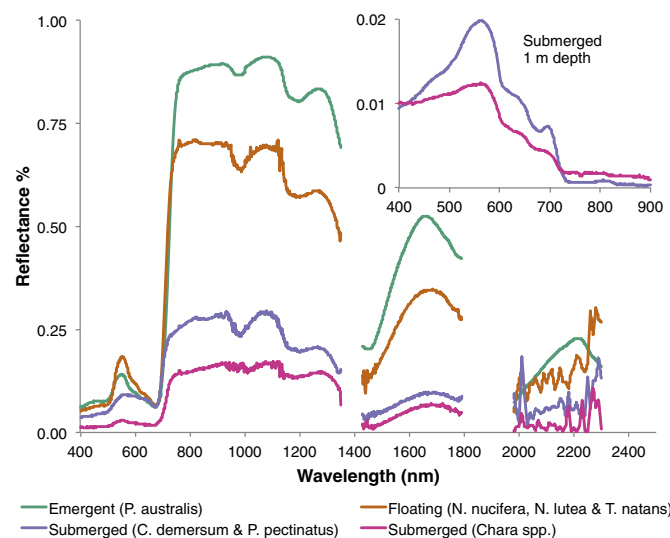 1.00
0.75
0.50
0.25
0.00
Reflectance %
400 600 800 1000 1200 1400 1600 1800 2000 2200 2400
Wavelength (nm)
0.02
0.01
0
400 500 600 700 800 900
Submerged
1 m depth
Emergent (P. australis) Floating (N. nucifera, N. lutea & T. natans)
Submerged (C. demersum & P. pectinatus) Submerged (Chara spp.)